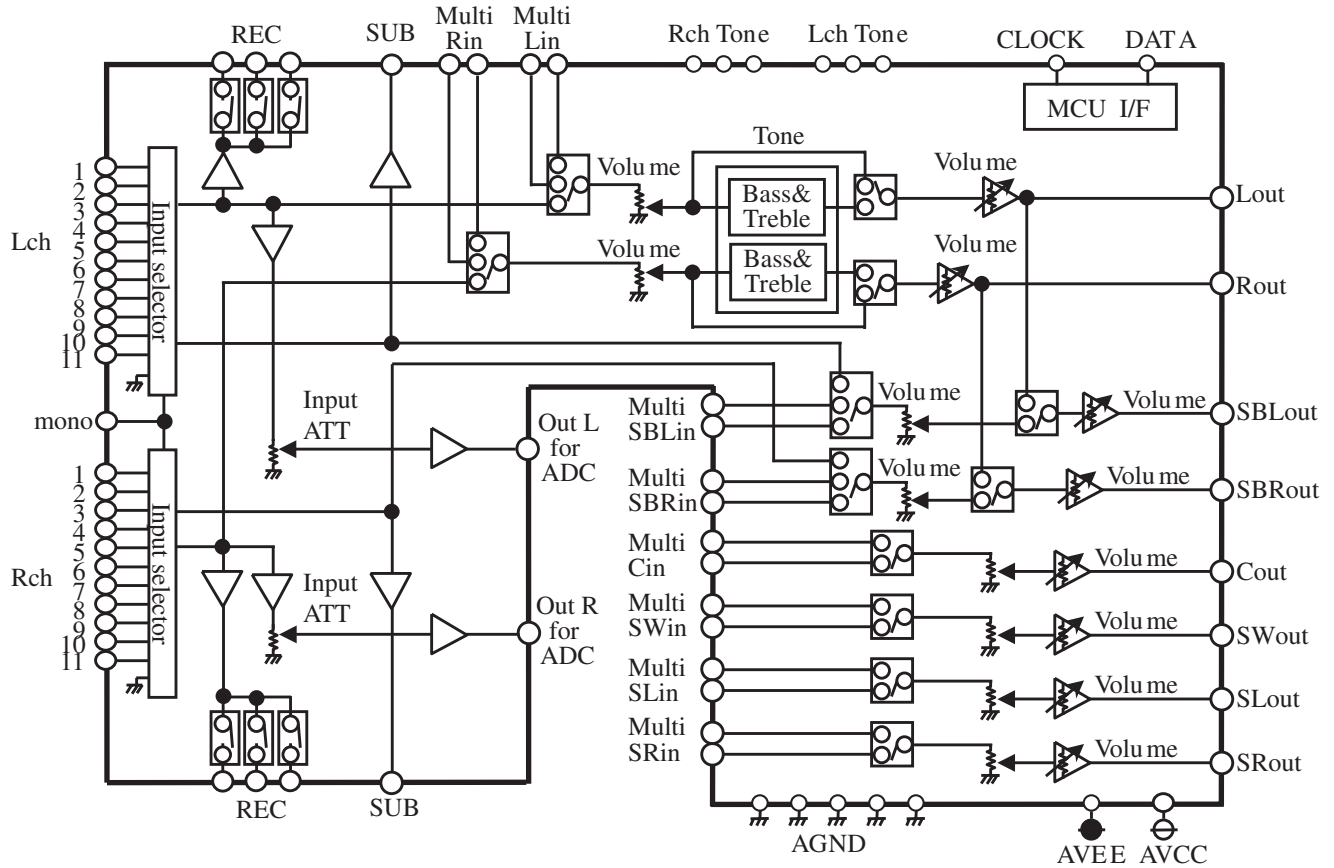 REC
SUB
Multi
Rin
Multi
Lin
Rch Tone
Lch Tone
CLOCK
DATA
MCU I/F
Tone
Volume
Volume
Bass&
Treble
Bass&
Treble
Volume
Volume
Lout
Rout
Lch
1
2
3
4
5
6
7
8
9
10
11
Input selector
mono
Input
ATT
Out L
for
ADC
Multi
SBLin
Volume
Volume
SBLout
Rch
1
2
3
4
5
6
7
8
9
10
11
Input selector
Input
ATT
Out R
for
ADC
Multi
SBRin
Volume
Volume
SBRout
Multi
Cin
Volume
Cout
Multi
SWin
Volume
SWout
Multi
SLin
Volume
SLout
Multi
SRin
Volume
SRout
REC
SUB
AGND
AVEE
AVCC